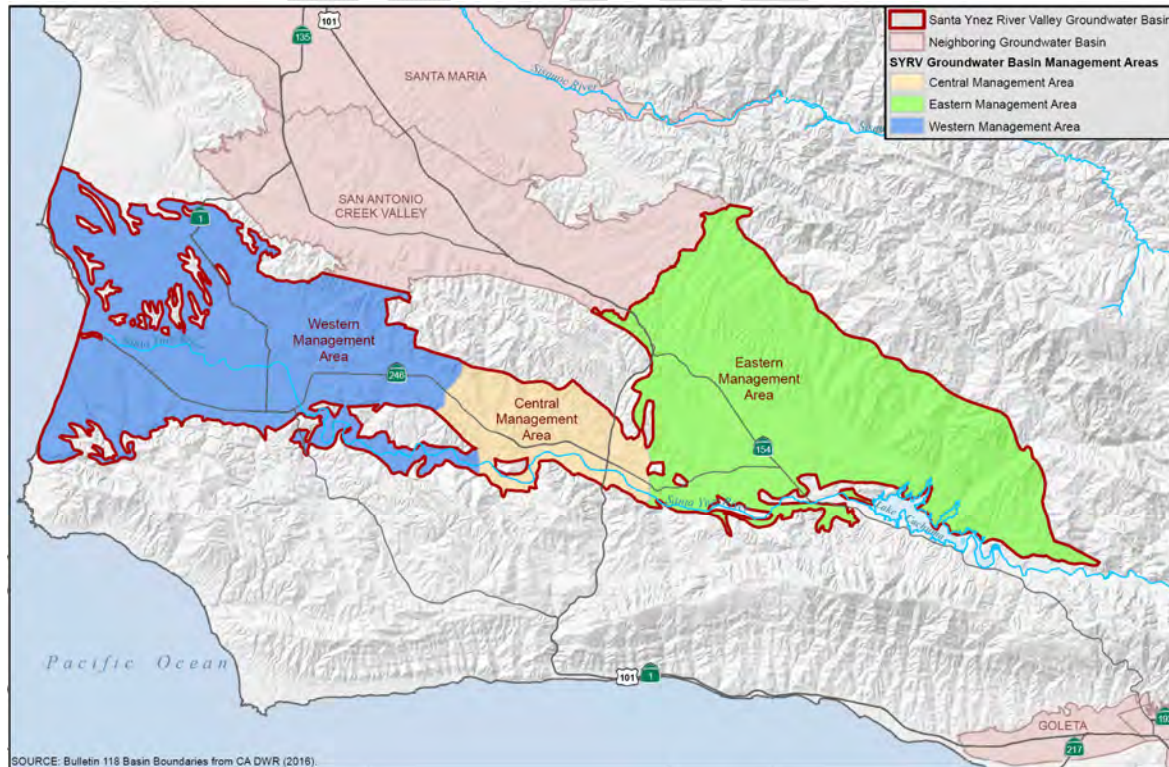 Santa Ynez River Valley Groundwater Basin
Neighboring Groundwater Basin
SYRV Groundwater Basin Management Areas
Central Management Area
Eastern Management Area
Western Management Area
101
135
SANTA MARIA
Sisquoc River
SAN ANTONIO
CREEK VALLEY
1
Western
Management
Area
246
Central
Management
Area
Eastern
Management
Area
154
Santa Ynez
Lake Cachuma
Pacific Ocean
101
1
GOLETA
217
192
SOURCE: Bulletin 118 Basin Boundaries from CA DWR (2016).